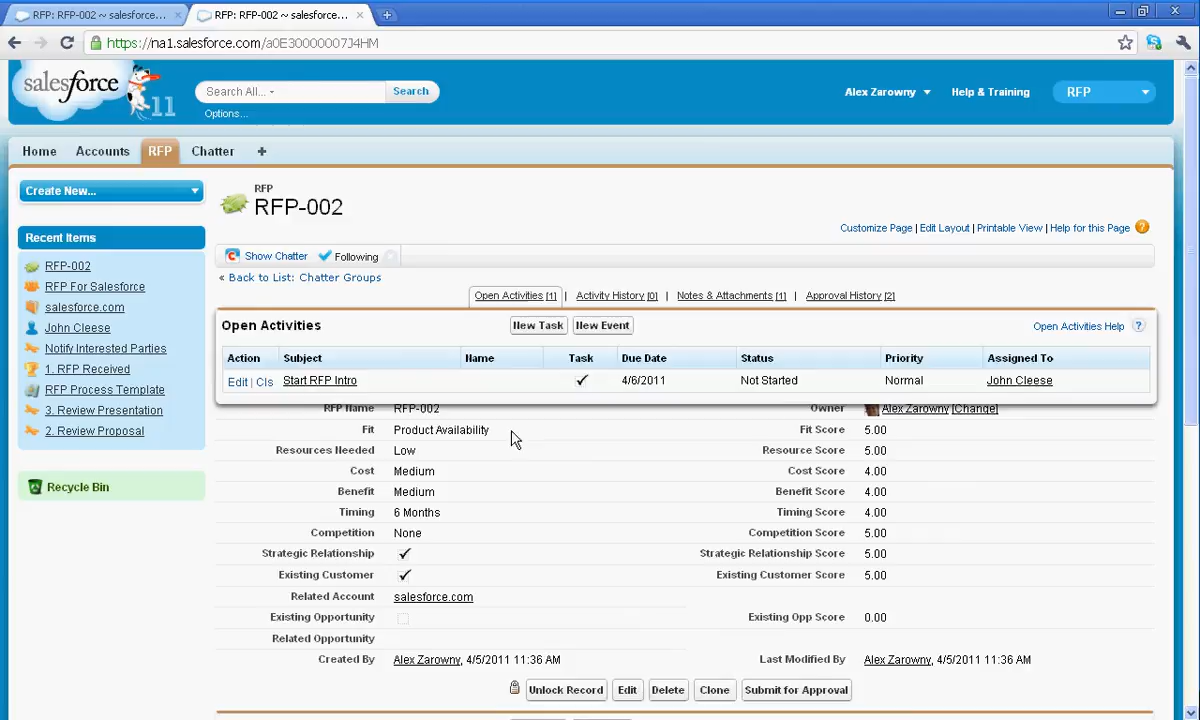 RFP: RFP-002 ~ salesforce... RFP: RFP-002 ~ salesforce...
https://na1.salesforce.com/a0E30000007J4HM
salesforce 11
Search All... Search
Options...
Alex Zarowny Help & Training RFP
Home Accounts RFP Chatter +
Create New...
Recent Items
RFP-002
RFP For Salesforce
salesforce.com
John Cleese
Notify Interested Parties
1. RFP Received
RFP Process Template
3. Review Presentation
2. Review Proposal
Recycle Bin
RFP
RFP-002
Customize Page | Edit Layout | Printable View | Help for this Page ?
Show Chatter Following
« Back to List: Chatter Groups
Open Activities [1] | Activity History [0] | Notes & Attachments [1] | Approval History [2]
Open Activities New Task New Event Open Activities Help ?
Action Subject Name Task Due Date Status Priority Assigned To
Edit | Cls Start RFP Intro 4/6/2011 Not Started Normal John Cleese
RFP Name RFP-002 Owner Alex Zarowny [Change]
Fit Product Availability Fit Score 5.00
Resources Needed Low Resource Score 5.00
Cost Medium Cost Score 4.00
Benefit Medium Benefit Score 4.00
Timing 6 Months Timing Score 4.00
Competition None Competition Score 5.00
Strategic Relationship Strategic Relationship Score 5.00
Existing Customer Existing Customer Score 5.00
Related Account salesforce.com
Existing Opportunity Existing Opp Score 0.00
Related Opportunity
Created By Alex Zarowny, 4/5/2011 11:36 AM Last Modified By Alex Zarowny, 4/5/2011 11:36 AM
Unlock Record Edit Delete Clone Submit for Approval